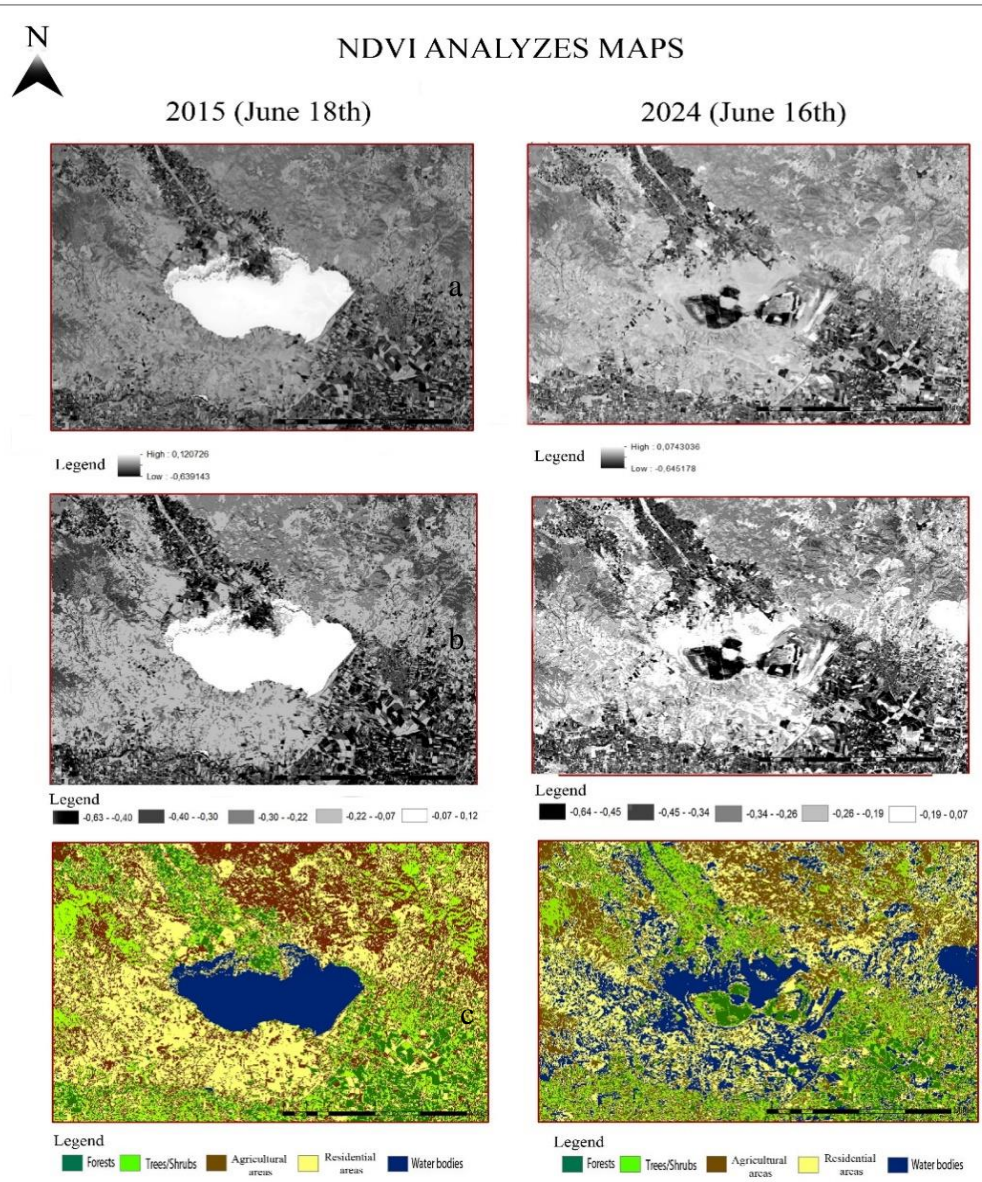 N
NDVI ANALYZES MAPS
2015 (June 18th)
2024 (June 16th)
a
Legend
High : 0,120726
Low : -0,639143
Legend
High : 0,0743036
Low : -0,645178
b
Legend
-0,63 - -0,40
-0,40 - -0,30
-0,30 - -0,22
-0,22 - -0,07
-0,07 - 0,12
Legend
-0,64 - -0,45
-0,45 - -0,34
-0,34 - -0,26
-0,26 - -0,19
-0,19 - 0,07
c
Legend
Forests
Trees/Shrubs
Agricultural
areas
Residential
areas
Water bodies
Legend
Forests
Trees/Shrubs
Agricultural
areas
Residential
areas
Water bodies